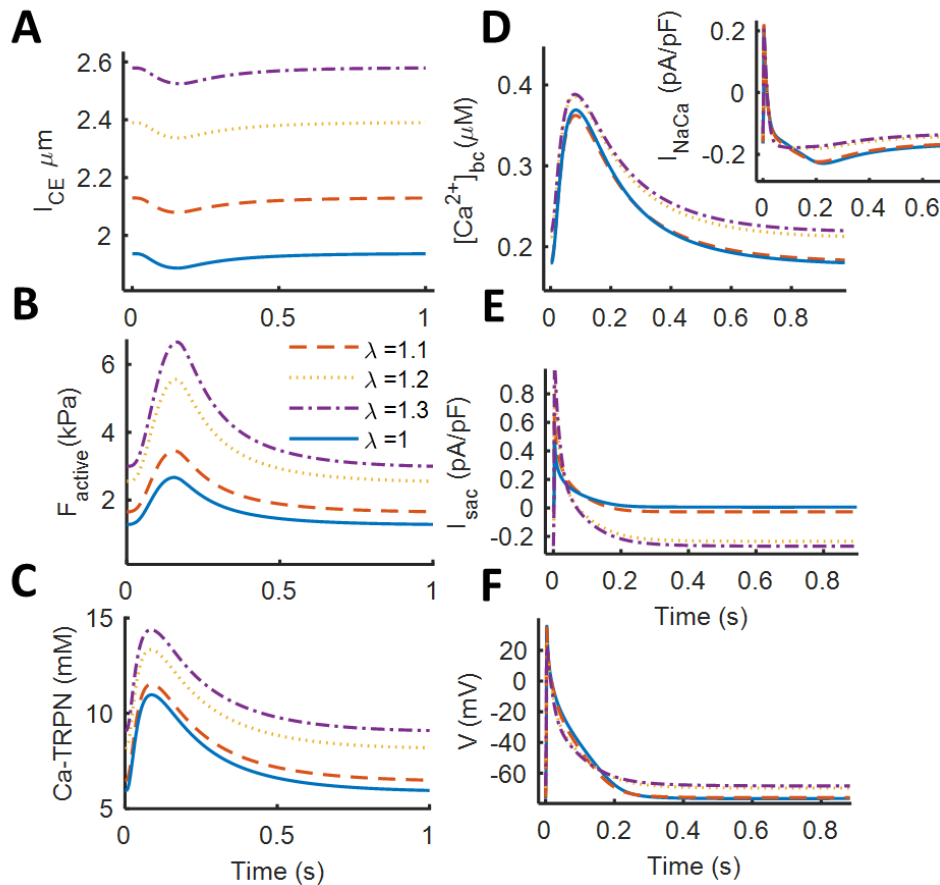 A
l_CE μm
2.6
2.4
2.2
2
0
0.5
1
B
F_active (kPa)
6
4
2
λ =1.1
λ =1.2
λ =1.3
λ =1
0
0.5
1
C
Ca-TRPN (mM)
15
10
5
0
0.5
1
Time (s)
D
[Ca²⁺]_bc (μM)
0.4
0.3
0.2
0
0.2
0.4
0.6
0.8
I_NaCa (pA/pF)
0.2
0
-0.2
0
0.2
0.4
0.6
E
I_sac (pA/pF)
0.8
0.6
0.4
0.2
0
-0.2
0
0.2
0.4
0.6
0.8
Time (s)
F
V (mV)
20
0
-20
-40
-60
0
0.2
0.4
0.6
0.8
Time (s)